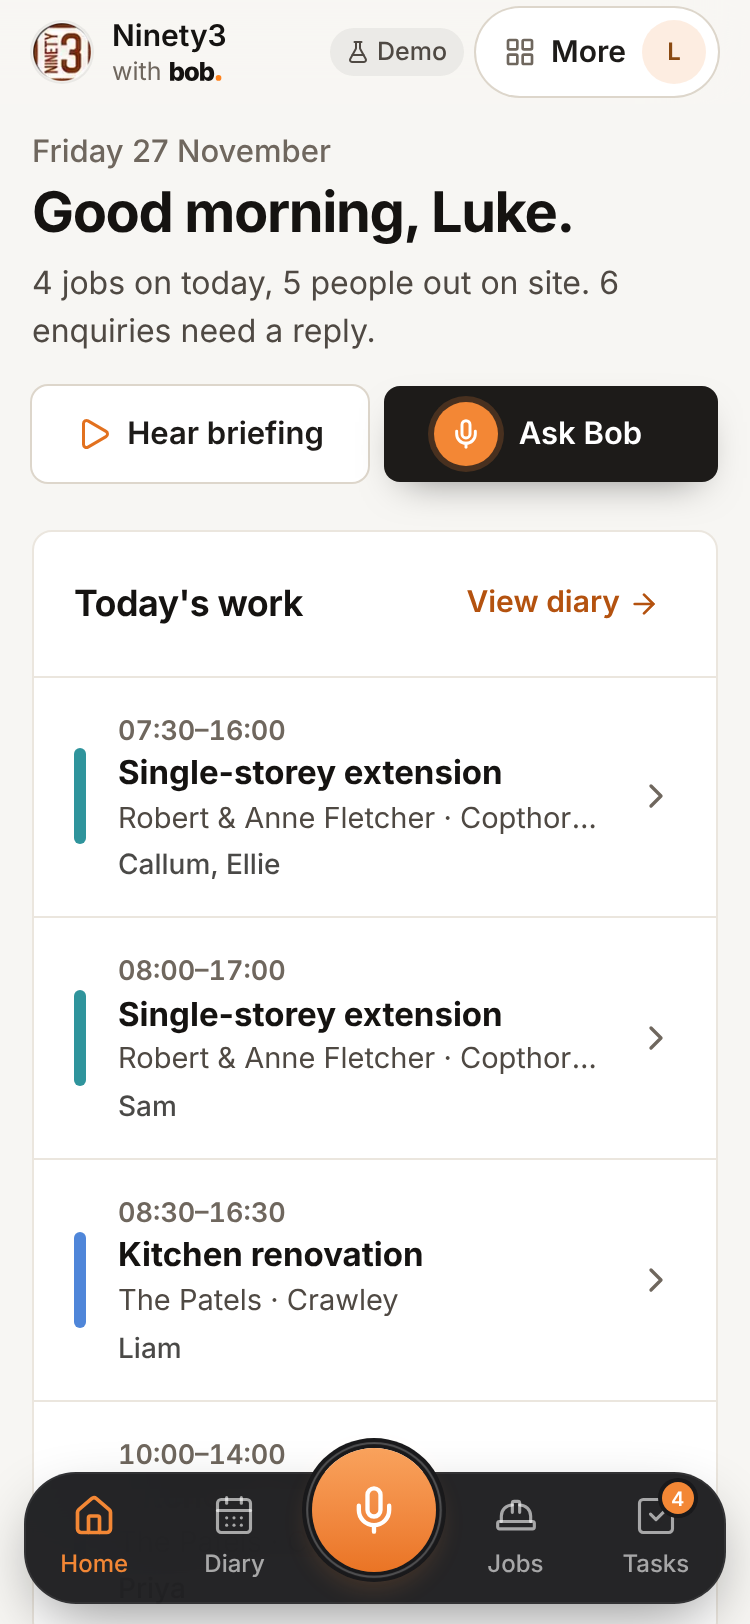 NINETY 3
Ninety3
with bob.
Demo
More
L
Friday 27 November
Good morning, Luke.
4 jobs on today, 5 people out on site. 6
enquiries need a reply.
Hear briefing
Ask Bob
Today's work
View diary →
07:30–16:00
Single-storey extension
Robert & Anne Fletcher · Copthor...
Callum, Ellie
08:00–17:00
Single-storey extension
Robert & Anne Fletcher · Copthor...
Sam
08:30–16:30
Kitchen renovation
The Patels · Crawley
Liam
10:00–14:00
Priya
4
Home
Diary
Jobs
Tasks